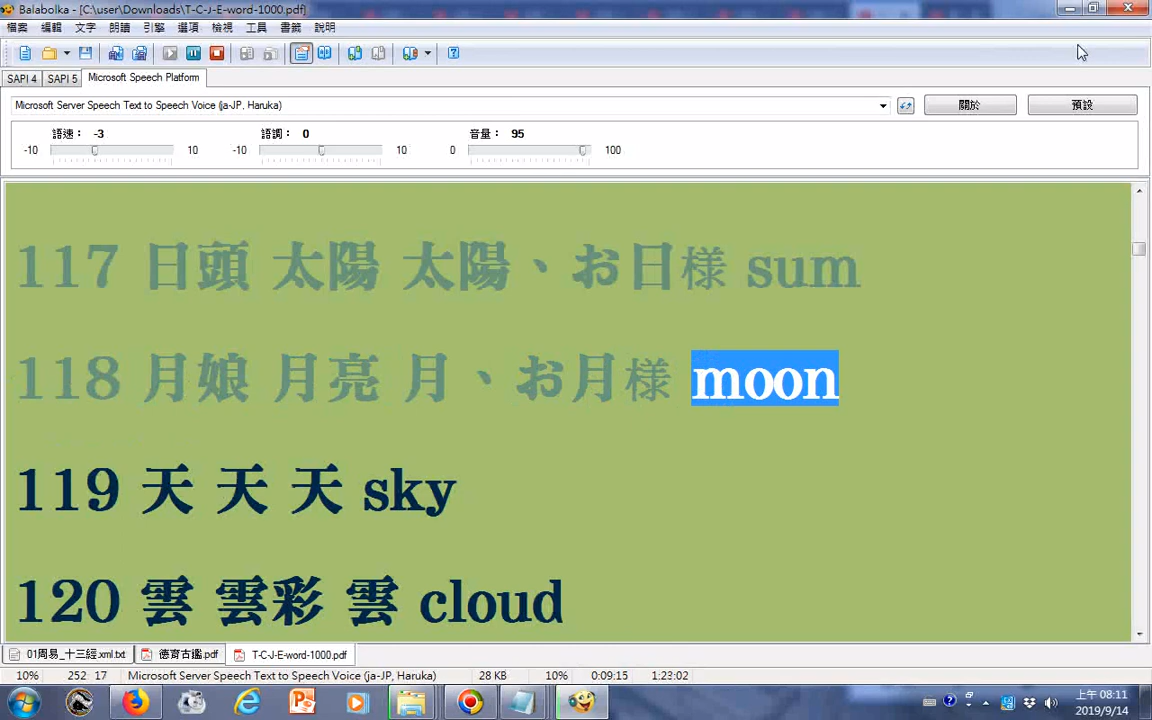 Balabolka - [C:\user\Downloads\T-C-J-E-word-1000.pdf]
檔案 編輯 文字 朗讀 引擎 選項 檢視 工具 書籤 說明
SAPI 4 SAPI 5 Microsoft Speech Platform
Microsoft Server Speech Text to Speech Voice (ja-JP, Haruka) 關於 預設
語速： -3 語調： 0 音量： 95
-10 10 -10 10 0 100
117 日頭 太陽 太陽、お日様 sum
118 月娘 月亮 月、お月様 moon
119 天 天 天 sky
120 雲 雲彩 雲 cloud
01周易_十三經.xml.txt 德育古鑑.pdf T-C-J-E-word-1000.pdf
10% 252 17 Microsoft Server Speech Text to Speech Voice (ja-JP, Haruka) 28 KB 10% 0:09:15 1:23:02
上午 08:11
2019/9/14